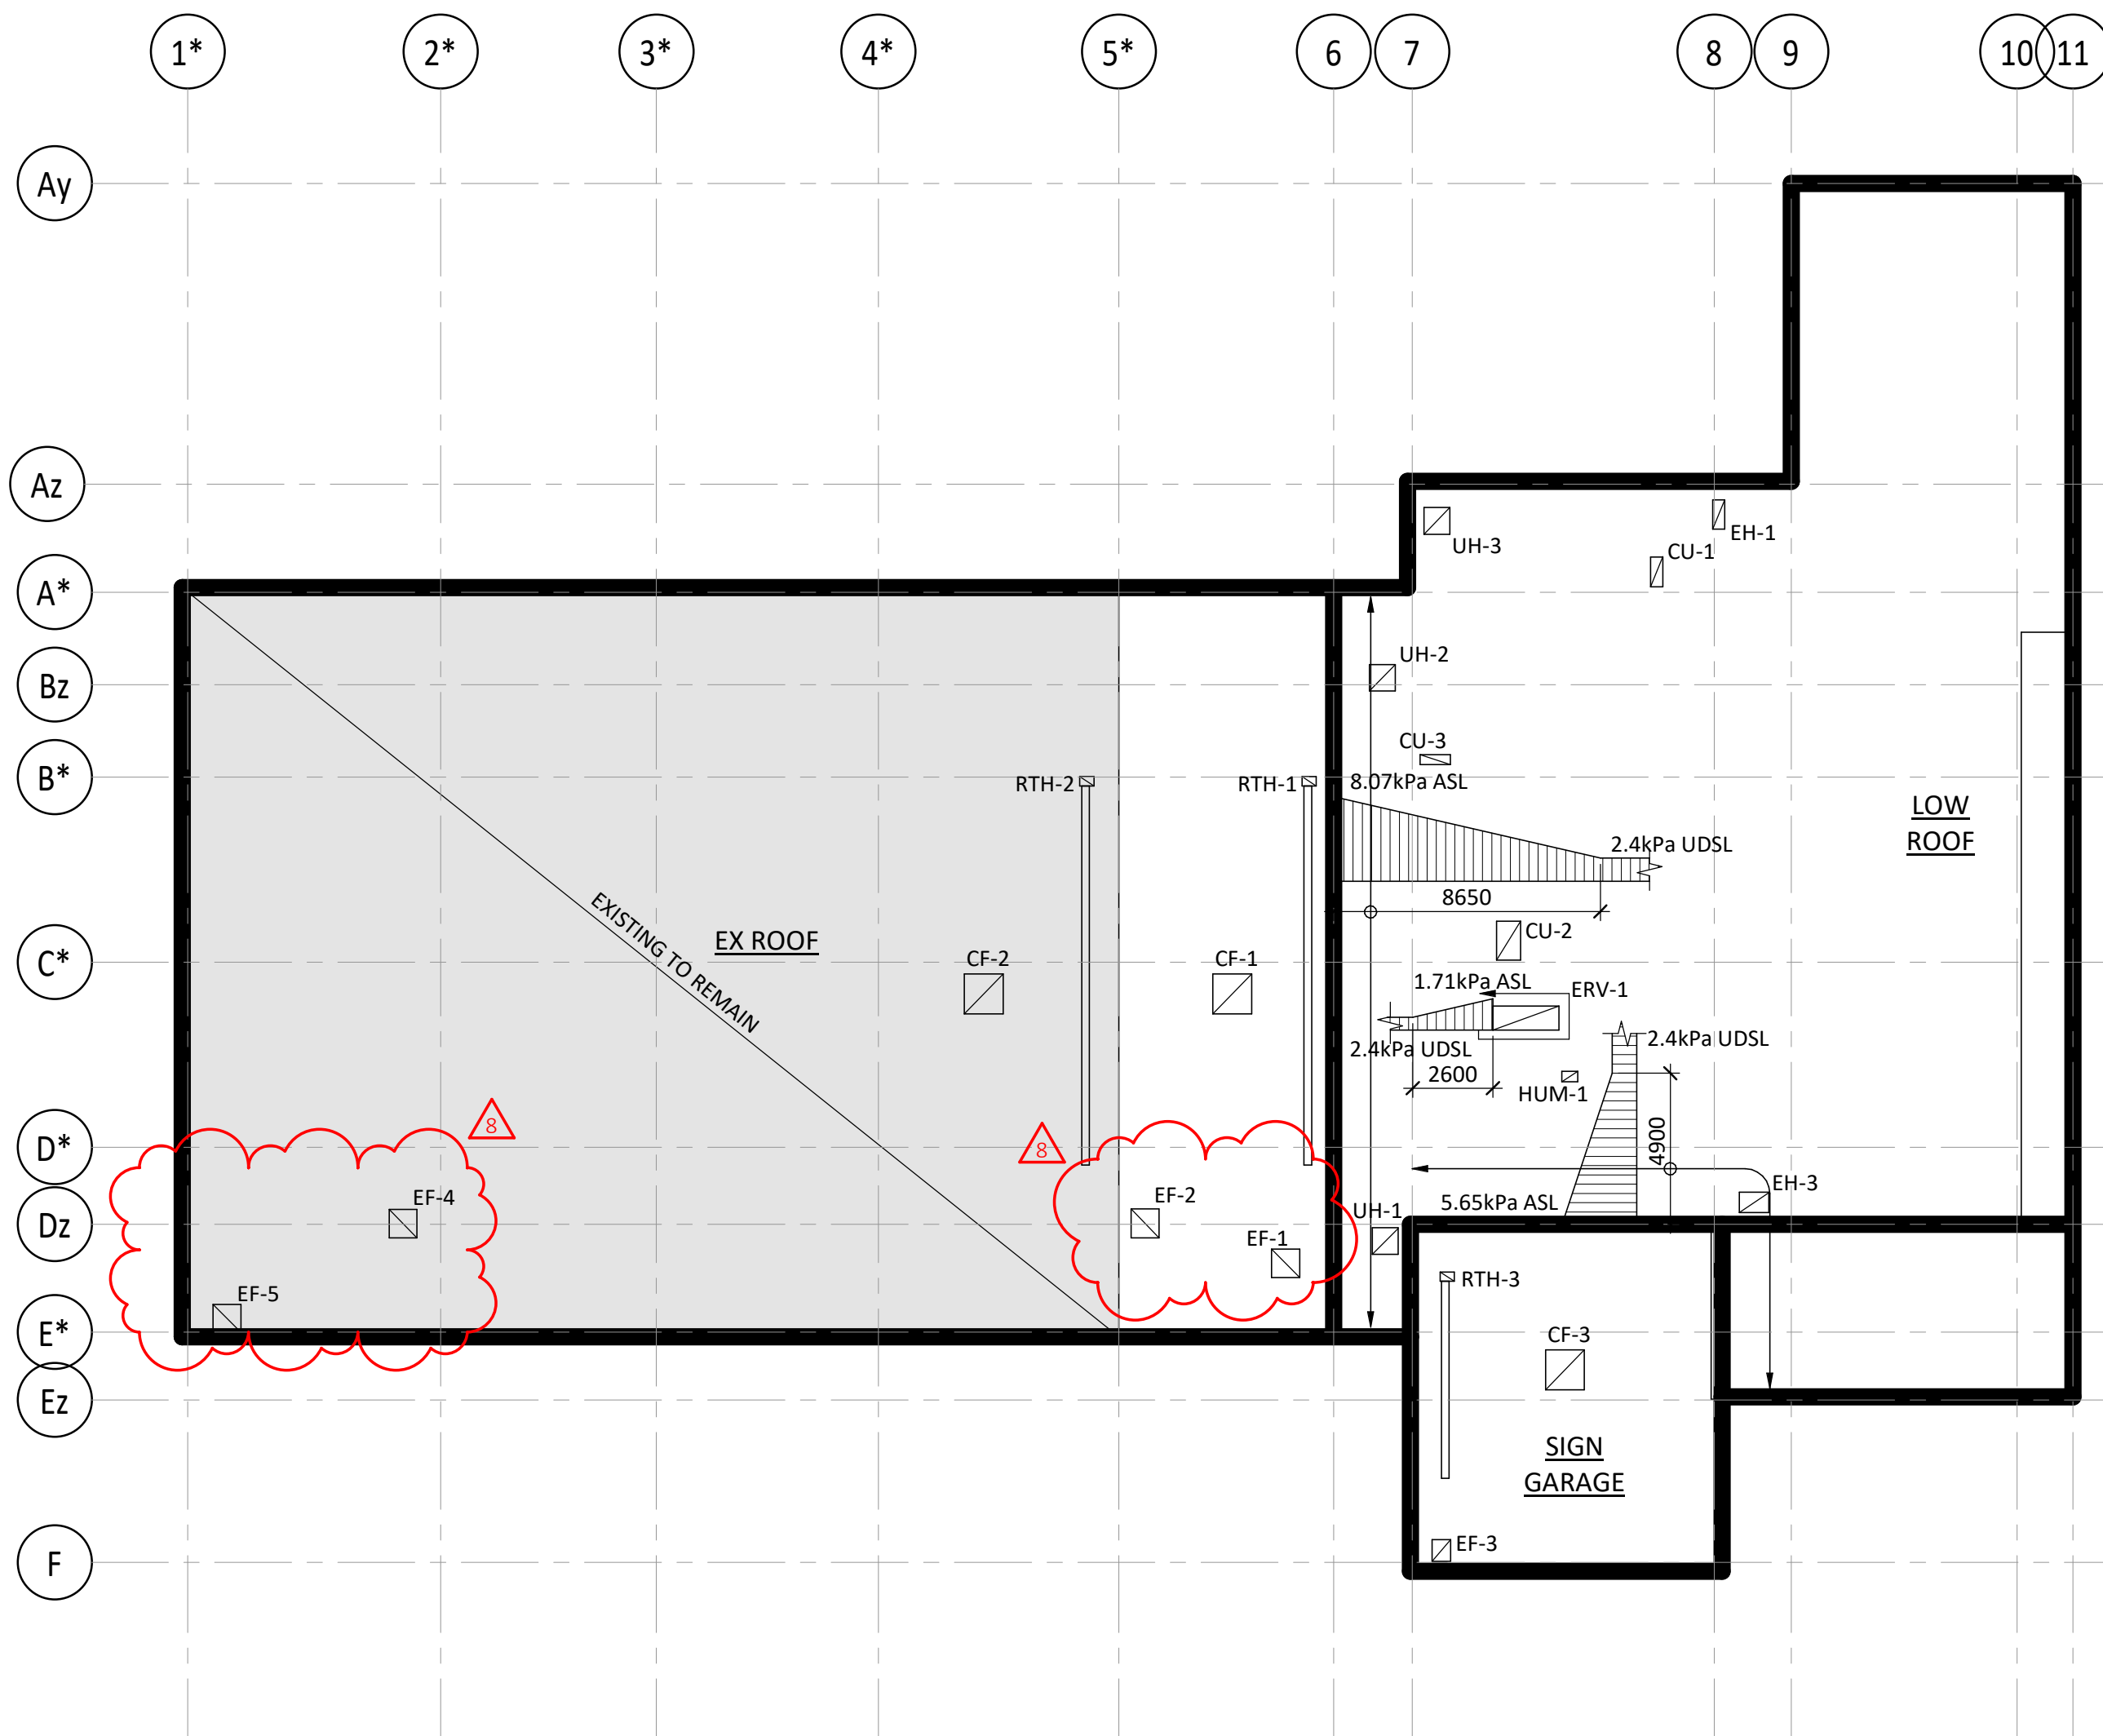 1*
2*
3*
4*
5*
6
7
8
9
10
11
Ay
Az
EH-1
UH-3
CU-1
A*
UH-2
Bz
CU-3
B*
RTH-2
RTH-1
8.07kPa ASL
LOW
ROOF
2.4kPa UDSL
8650
EXISTING TO REMAIN
EX ROOF
CU-2
C*
CF-2
CF-1
1.71kPa ASL
ERV-1
2.4kPa UDSL
2.4kPa UDSL
2600
HUM-1
8
8
D*
4900
EH-3
EF-4
EF-2
5.65kPa ASL
UH-1
Dz
EF-1
RTH-3
EF-5
E*
CF-3
Ez
SIGN
GARAGE
EF-3
F